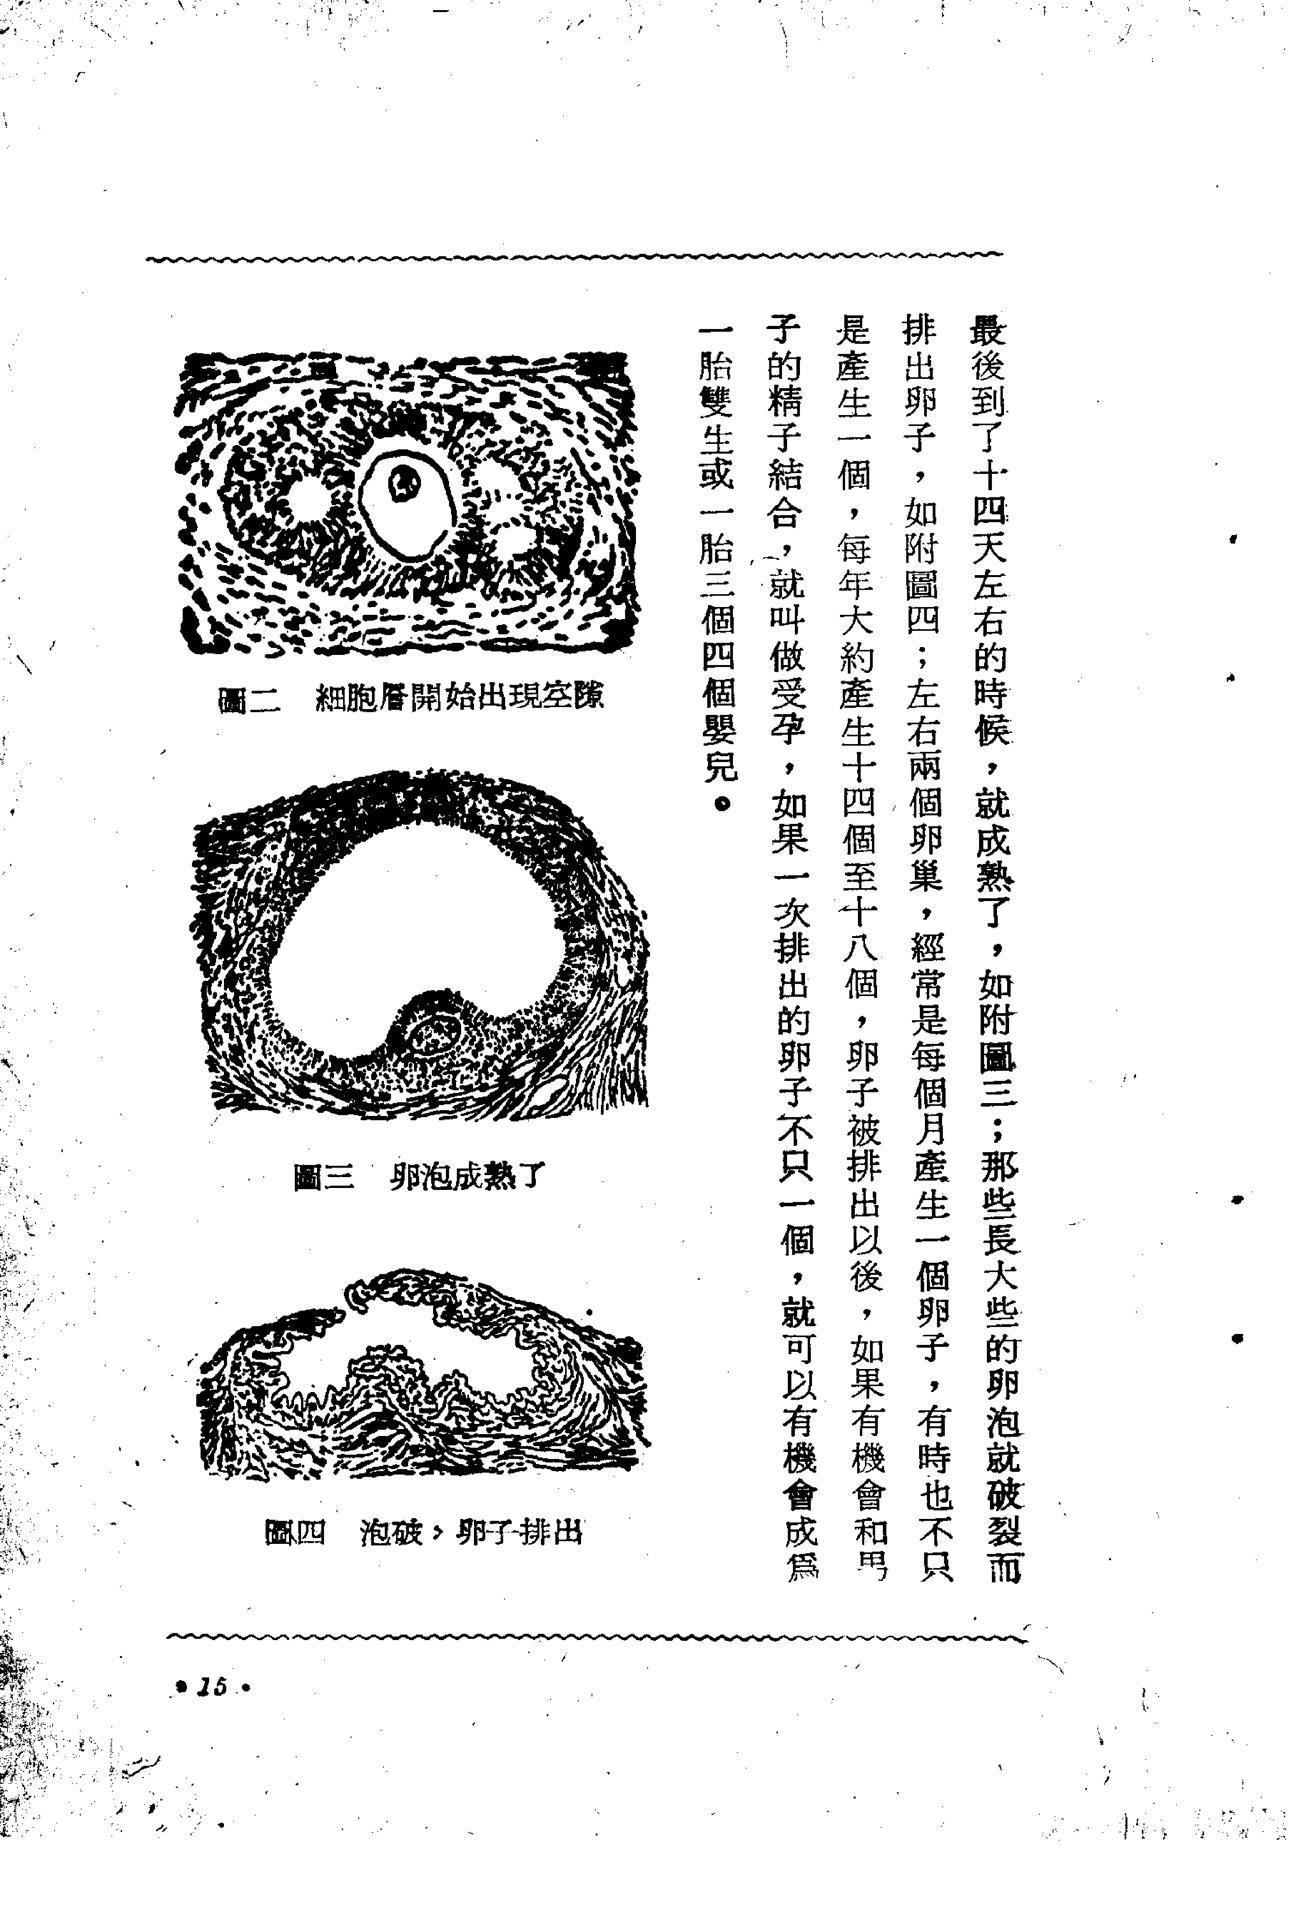 最後到了十四天左右的時候，就成熟了，如附圖三；那些長大些的卵泡就破裂而
排出卵子，如附圖四；左右兩個卵巢，經常是每個月產生一個卵子，有時也不只
是產生一個，每年大約產生十四個至十八個，卵子被排出以後，如果有機會和男
子的精子結合，就叫做受孕，如果一次排出的卵子不只一個，就可以有機會成爲
一胎雙生或一胎三個四個嬰兒。
圖二　細胞層開始出現空隙
圖三　卵泡成熟了
圖四　泡破，卵子排出
•15•